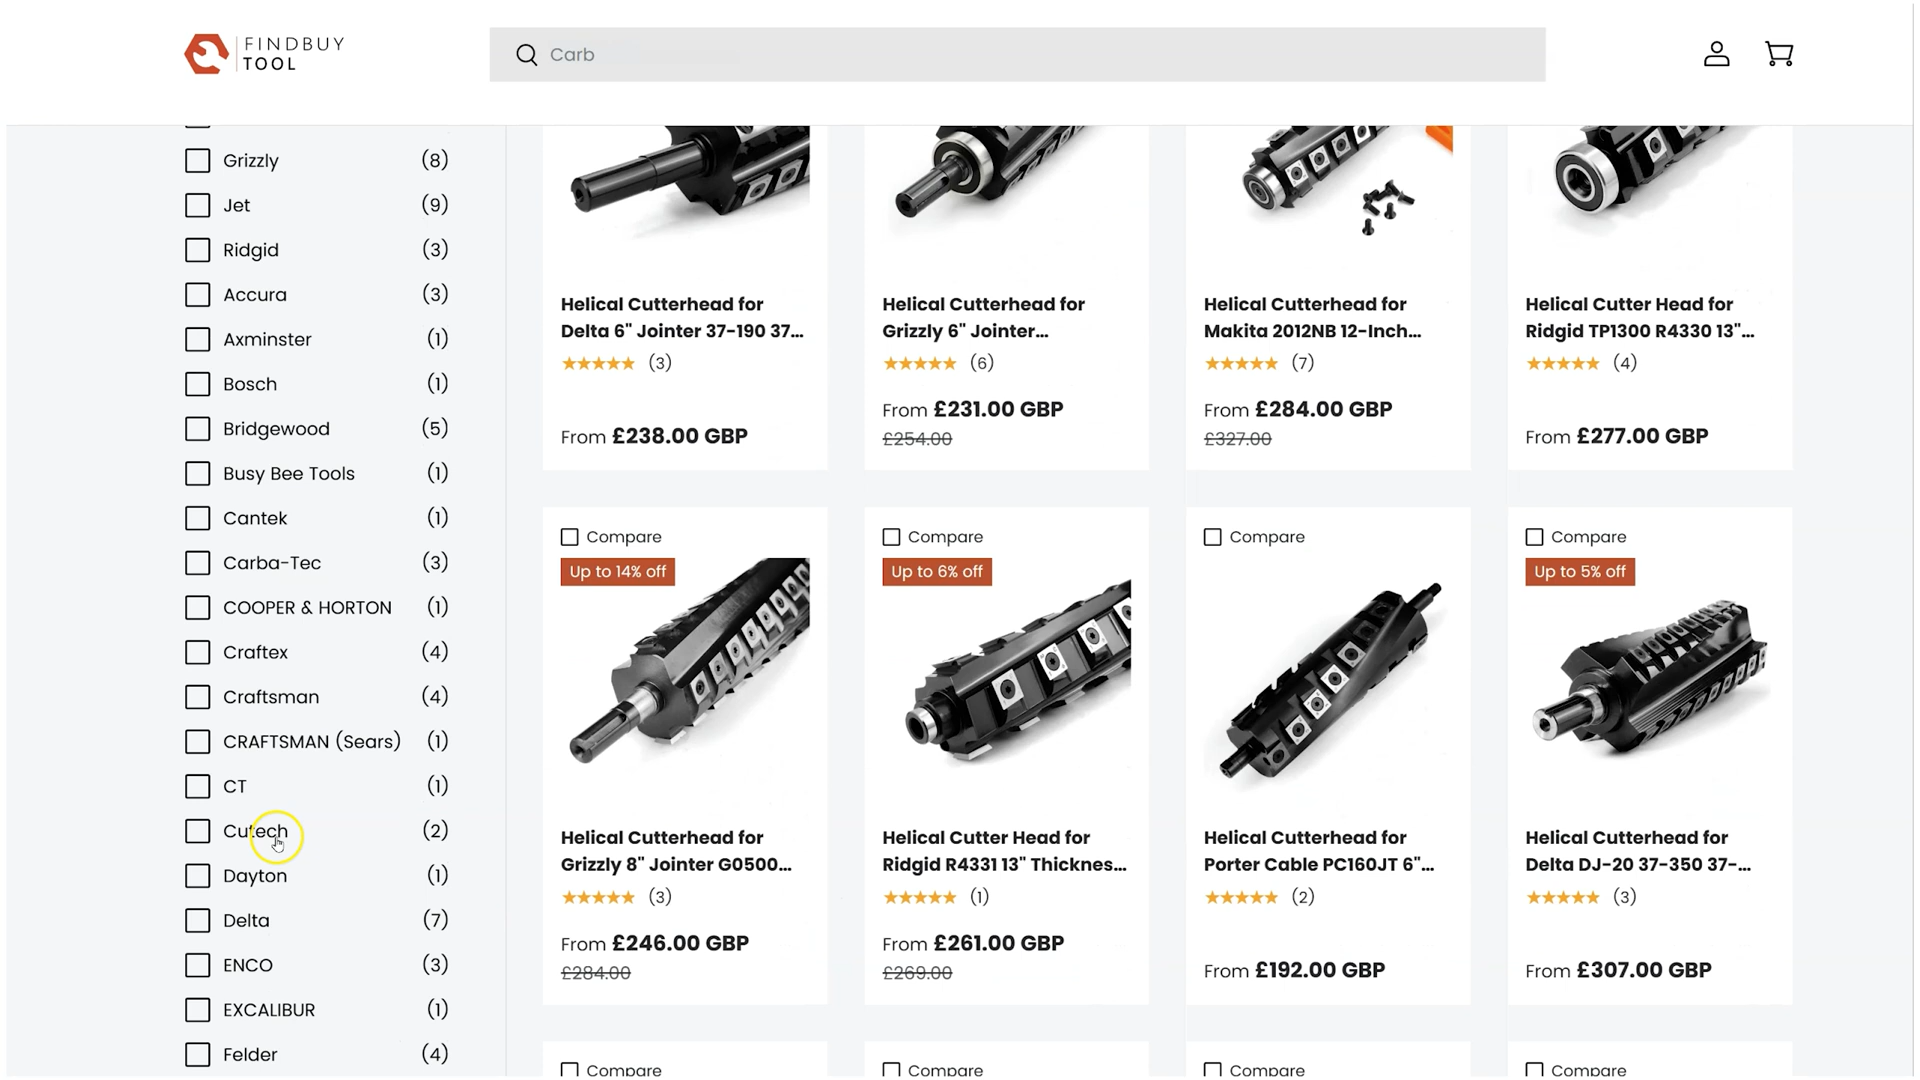 FINDBUY
TOOL
Carb
Grizzly (8)
Jet (9)
Ridgid (3)
Accura (3)
Axminster (1)
Bosch (1)
Bridgewood (5)
Busy Bee Tools (1)
Cantek (1)
Carba-Tec (3)
COOPER & HORTON (1)
Craftex (4)
Craftsman (4)
CRAFTSMAN (Sears) (1)
CT (1)
Cutech (2)
Dayton (1)
Delta (7)
ENCO (3)
EXCALIBUR (1)
Felder (4)
Helical Cutterhead for
Delta 6" Jointer 37-190 37...
★★★★★ (3)
From £238.00 GBP
Helical Cutterhead for
Grizzly 6" Jointer...
★★★★★ (6)
From £231.00 GBP
£254.00
Helical Cutterhead for
Makita 2012NB 12-Inch...
★★★★★ (7)
From £284.00 GBP
£327.00
Helical Cutter Head for
Ridgid TP1300 R4330 13"...
★★★★★ (4)
From £277.00 GBP
Compare
Up to 14% off
Helical Cutterhead for
Grizzly 8" Jointer G0500...
★★★★★ (3)
From £246.00 GBP
£284.00
Compare
Up to 6% off
Helical Cutter Head for
Ridgid R4331 13" Thicknes...
★★★★★ (1)
From £261.00 GBP
£269.00
Compare
Helical Cutterhead for
Porter Cable PC160JT 6"...
★★★★★ (2)
From £192.00 GBP
Compare
Up to 5% off
Helical Cutterhead for
Delta DJ-20 37-350 37-...
★★★★★ (3)
From £307.00 GBP
Compare
Compare
Compare
Compare